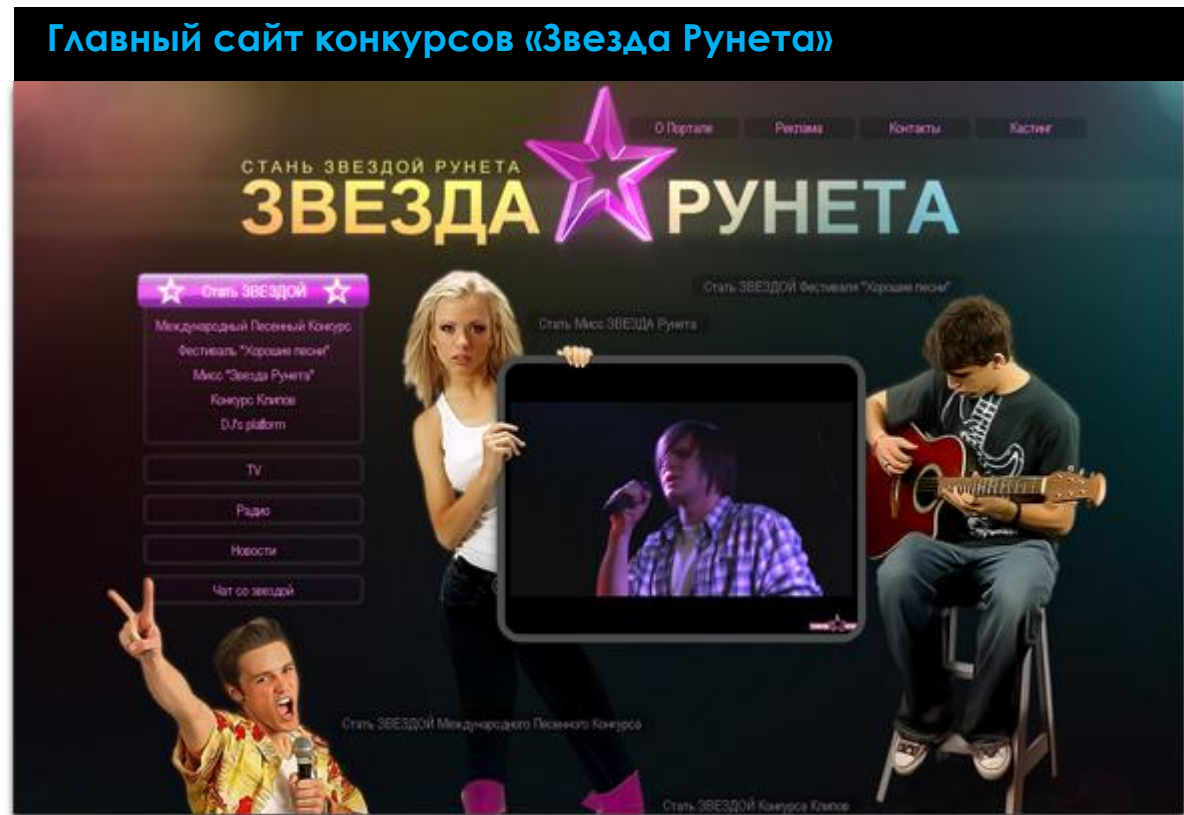 Главный сайт конкурсов «Звезда Рунета»
О Портале
Реклама
Контакты
Кастинг
СТАНЬ ЗВЕЗДОЙ РУНЕТА
ЗВЕЗДА РУНЕТА
Стать ЗВЕЗДОЙ
Международный Песенный Конкурс
Фестиваль "Хорошие песни"
Мисс "Звезда Рунета"
Конкурс Клипов
DJ's platform
TV
Радио
Новости
Чат со звездой
Стать ЗВЕЗДОЙ Фестиваля "Хорошие песни"
Стать Мисс ЗВЕЗДА Рунета
Стать ЗВЕЗДОЙ Международного Песенного Конкурса
Стать ЗВЕЗДОЙ Конкурса Клипов